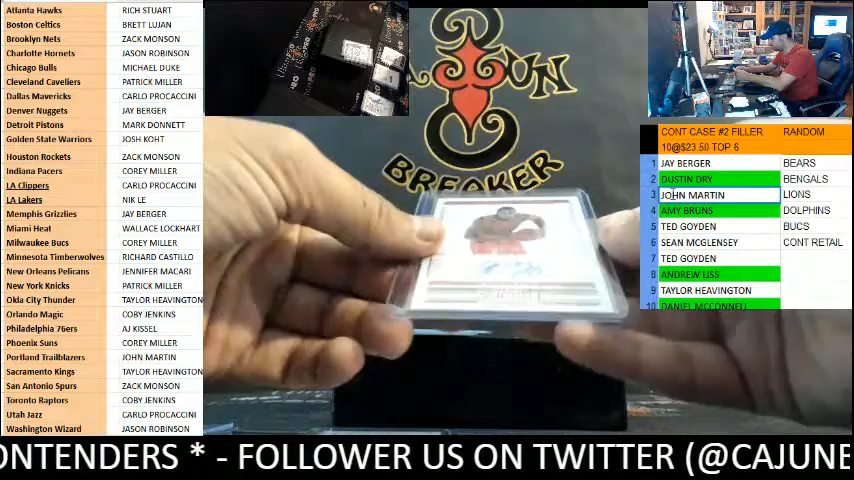 Atlanta Hawks RICH STUART
Boston Celtics BRETT LUJAN
Brooklyn Nets ZACK MONSON
Charlotte Hornets JASON ROBINSON
Chicago Bulls MICHAEL DUKE
Cleveland Caveliers PATRICK MILLER
Dallas Mavericks CARLO PROCACCINI
Denver Nuggets JAY BERGER
Detroit Pistons MARK DONNETT
Golden State Warriors JOSH KOHT
Houston Rockets ZACK MONSON
Indiana Pacers COREY MILLER
LA Clippers CARLO PROCACCINI
LA Lakers NIK LE
Memphis Grizzlies JAY BERGER
Miami Heat WALLACE LOCKHART
Milwaukee Bucs COREY MILLER
Minnesota Timberwolves RICHARD CASTILLO
New Orleans Pelicans JENNIFER MACARI
New York Knicks PATRICK MILLER
Okla City Thunder TAYLOR HEAVINGTON
Orlando Magic COBY JENKINS
Philadelphia 76ers AJ KISSEL
Phoenix Suns COREY MILLER
Portland Trailblazers JOHN MARTIN
Sacramento Kings TAYLOR HEAVINGTON
San Antonio Spurs ZACK MONSON
Toronto Raptors COBY JENKINS
Utah Jazz CARLO PROCACCINI
Washington Wizard JASON ROBINSON
UN
BREAKER
CONT CASE #2 FILLER RANDOM
10@$23.50 TOP 6
1 JAY BERGER BEARS
2 DUSTIN DRY BENGALS
3 JOHN MARTIN LIONS
4 AMY BRUNS DOLPHINS
5 TED GOYDEN BUCS
6 SEAN MCGLENSEY CONT RETAIL
7 TED GOYDEN
8 ANDREW LISS
9 TAYLOR HEAVINGTON
10 DANIEL MCCONNELL
ONTENDERS * - FOLLOWER US ON TWITTER (@CAJUNE